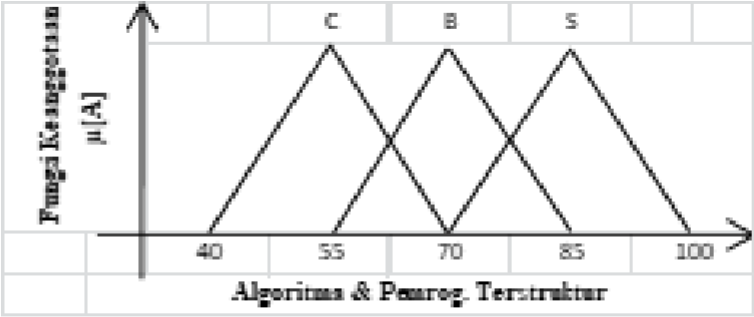 Fungsi Keanggotaan
μ[A]
C B S
40 55 70 85 100
Algoritma & Pemrog. Terstruktur